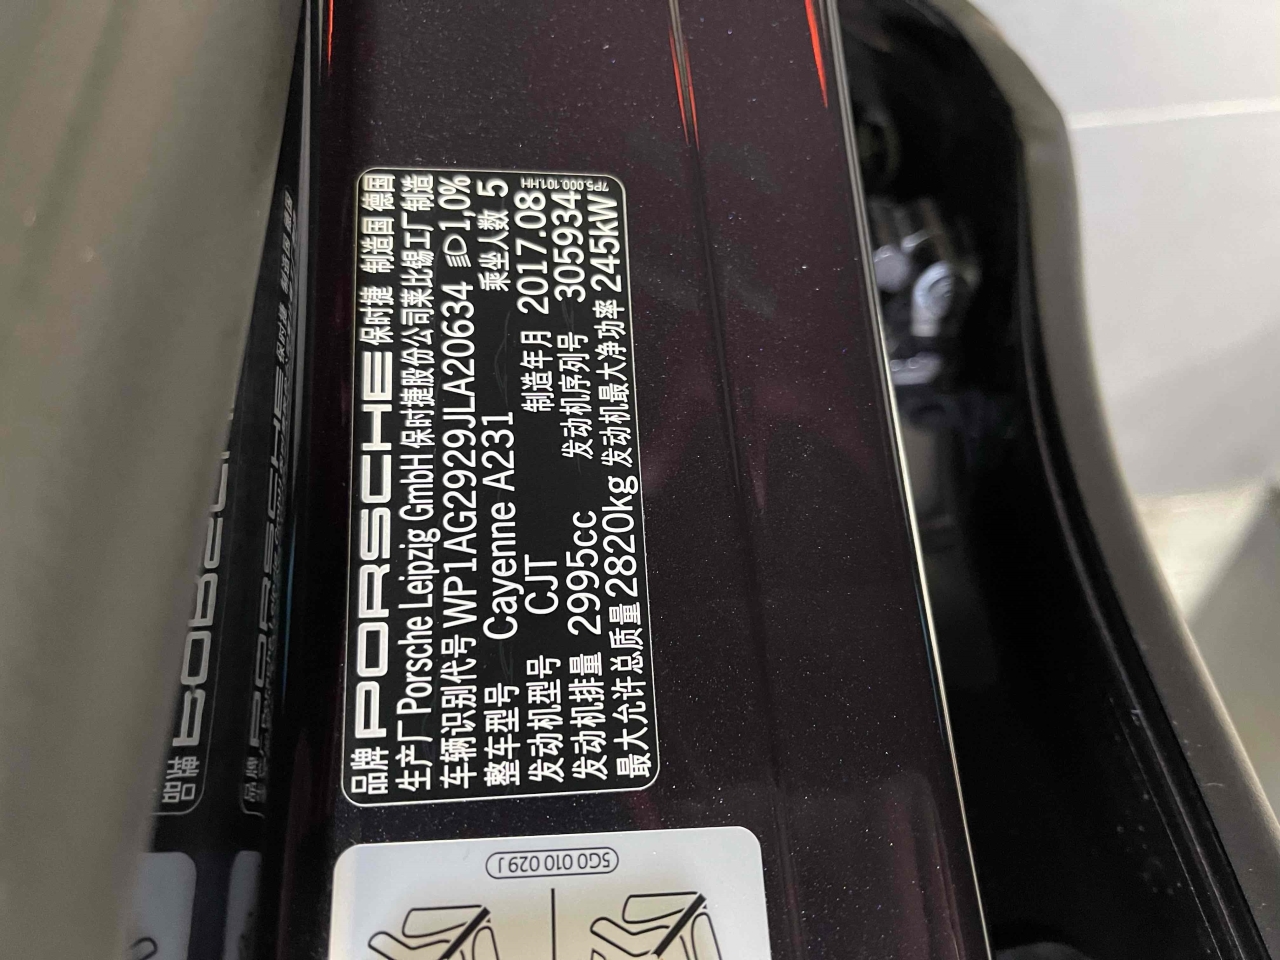 品牌 PORSCHE 保时捷 制造国 德国
生产厂 Porsche Leipzig GmbH 保时捷股份公司莱比锡工厂制造
车辆识别代号 WP1AG2929JLA20634 1,0%
整车型号 Cayenne A231 乘坐人数 5
发动机型号 CJT 制造年月 2017.08
发动机排量 2995cc 发动机序列号 305934
最大允许总质量 2820kg 发动机最大净功率 245kW
7P5.000.101.HH
5G0 010 029 J